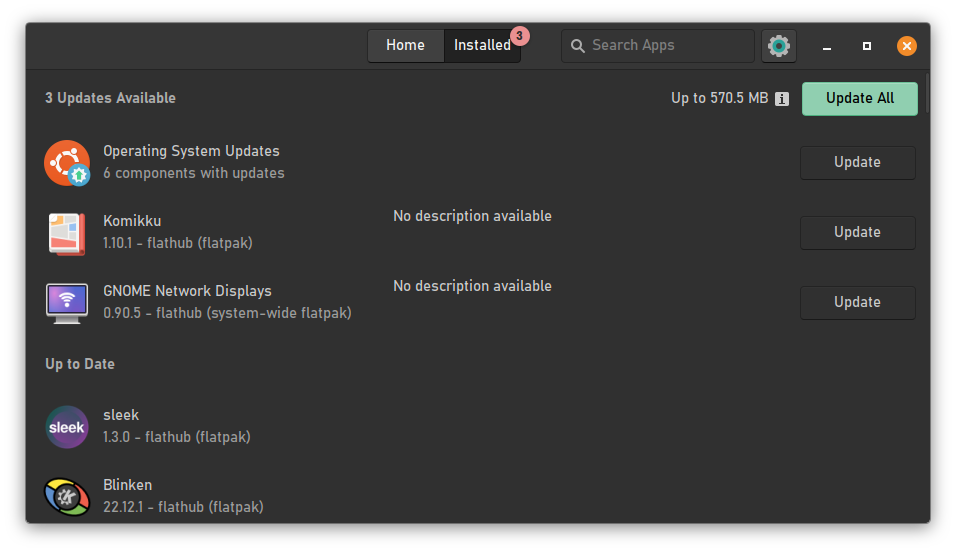 Home
Installed
3
Search Apps
3 Updates Available
Up to 570.5 MB
Update All
Operating System Updates
6 components with updates
Update
Komikku
1.10.1 - flathub (flatpak)
No description available
Update
GNOME Network Displays
0.90.5 - flathub (system-wide flatpak)
No description available
Update
Up to Date
sleek
sleek
1.3.0 - flathub (flatpak)
Blinken
22.12.1 - flathub (flatpak)